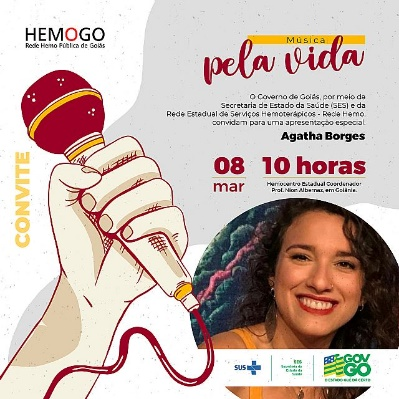 HEMOGO
Rede Hemo Pública de Goiás
Música
pela vida
O Governo de Goiás, por meio da
Secretaria de Estado da Saúde (SES) e da
Rede Estadual de Serviços Hemoterápicos - Rede Hemo,
convidam para uma apresentação especial:
Agatha Borges
08
mar
10 horas
Hemocentro Estadual Coordenador
Prof. Nion Albernaz, em Goiânia.
CONVITE
SUS
SES
Secretaria de
Estado da
Saúde
GOV
GO
O ESTADO QUE DÁ CERTO